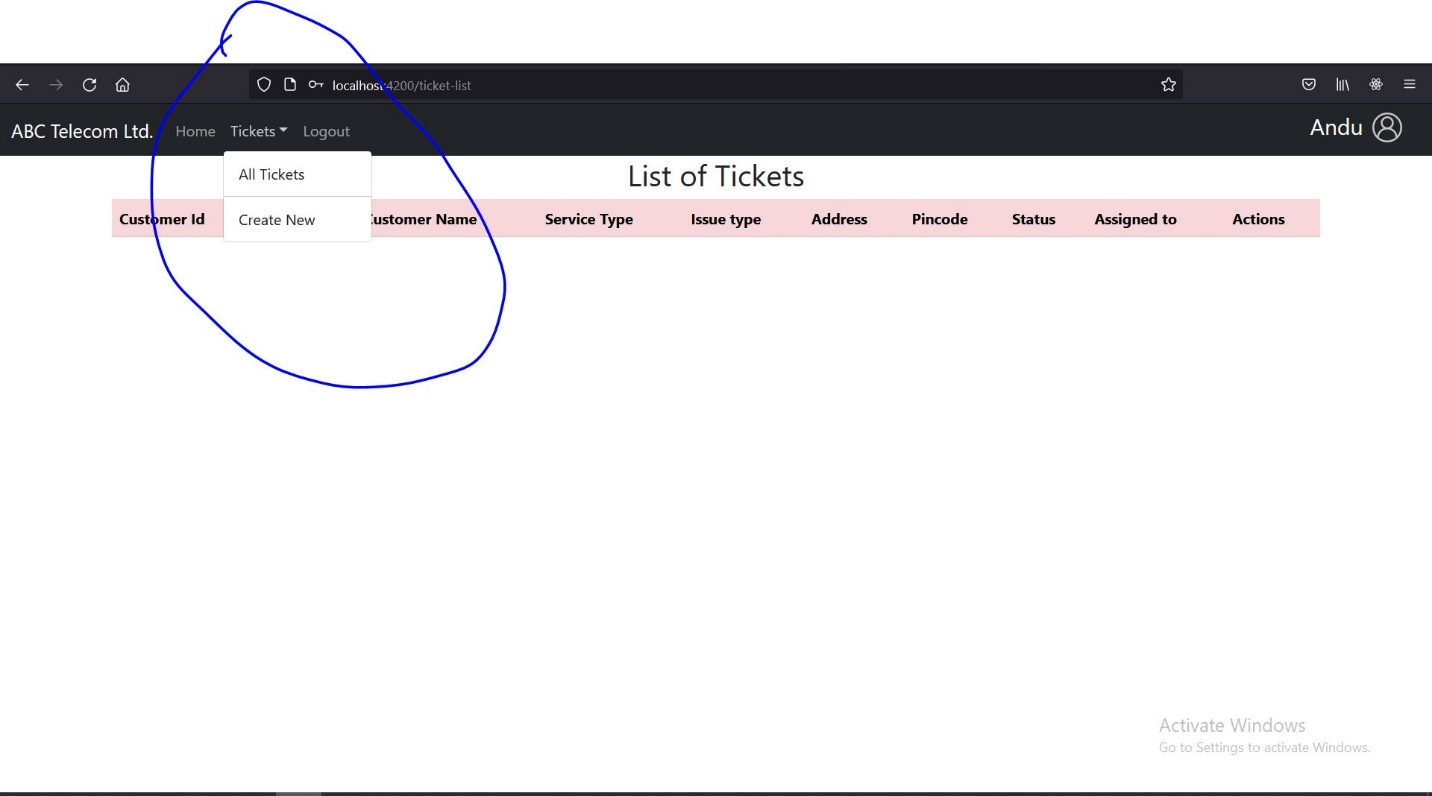 localhost:4200/ticket-list
ABC Telecom Ltd. Home Tickets Logout Andu
All Tickets
Create New
List of Tickets
Customer Id Customer Name Service Type Issue type Address Pincode Status Assigned to Actions
Activate Windows
Go to Settings to activate Windows.